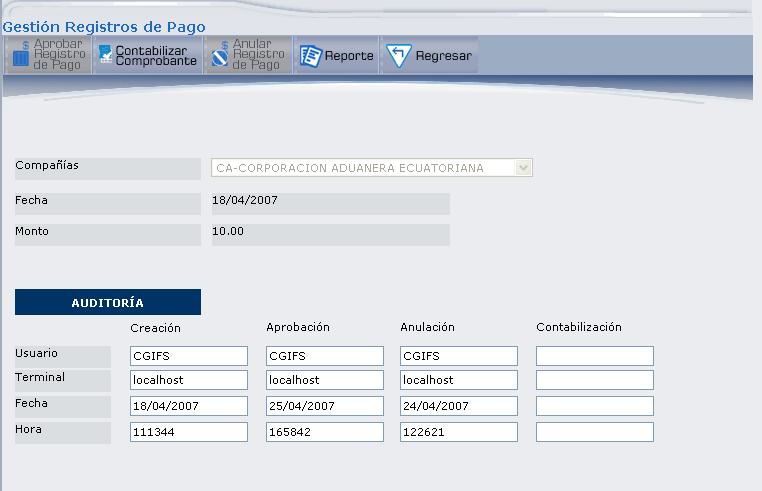 Gestión Registros de Pago
Aprobar Registro de Pago
Contabilizar Comprobante
Anular Registro de Pago
Reporte
Regresar
Compañías CA-CORPORACION ADUANERA ECUATORIANA
Fecha 18/04/2007
Monto 10.00
AUDITORÍA
Creación Aprobación Anulación Contabilización
Usuario CGIFS CGIFS CGIFS
Terminal localhost localhost localhost
Fecha 18/04/2007 25/04/2007 24/04/2007
Hora 111344 165842 122621